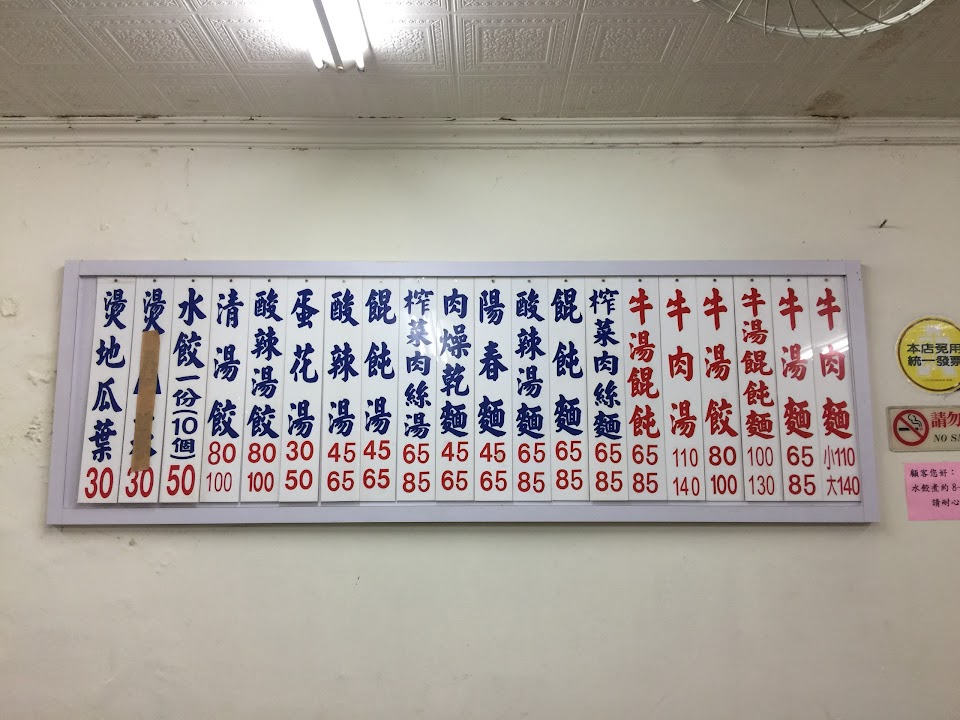 牛肉麵 小110 大140
牛湯麵 65 85
牛湯餛飩麵 100 130
牛湯餃 80 100
牛肉湯 110 140
牛湯餛飩 65 85
榨菜肉絲麵 65 85
餛飩麵 65 85
酸辣湯麵 65 85
陽春麵 45 65
肉燥乾麵 45 65
榨菜肉絲湯 65 85
餛飩湯 45 65
酸辣湯 45 65
蛋花湯 30 50
酸辣湯餃 80 100
清湯餃 80 100
水餃一份(10個) 50
燙 30
燙地瓜葉 30
本店免用
統一發票
請勿
NO S
顧客您好：
水餃煮約8
請耐心